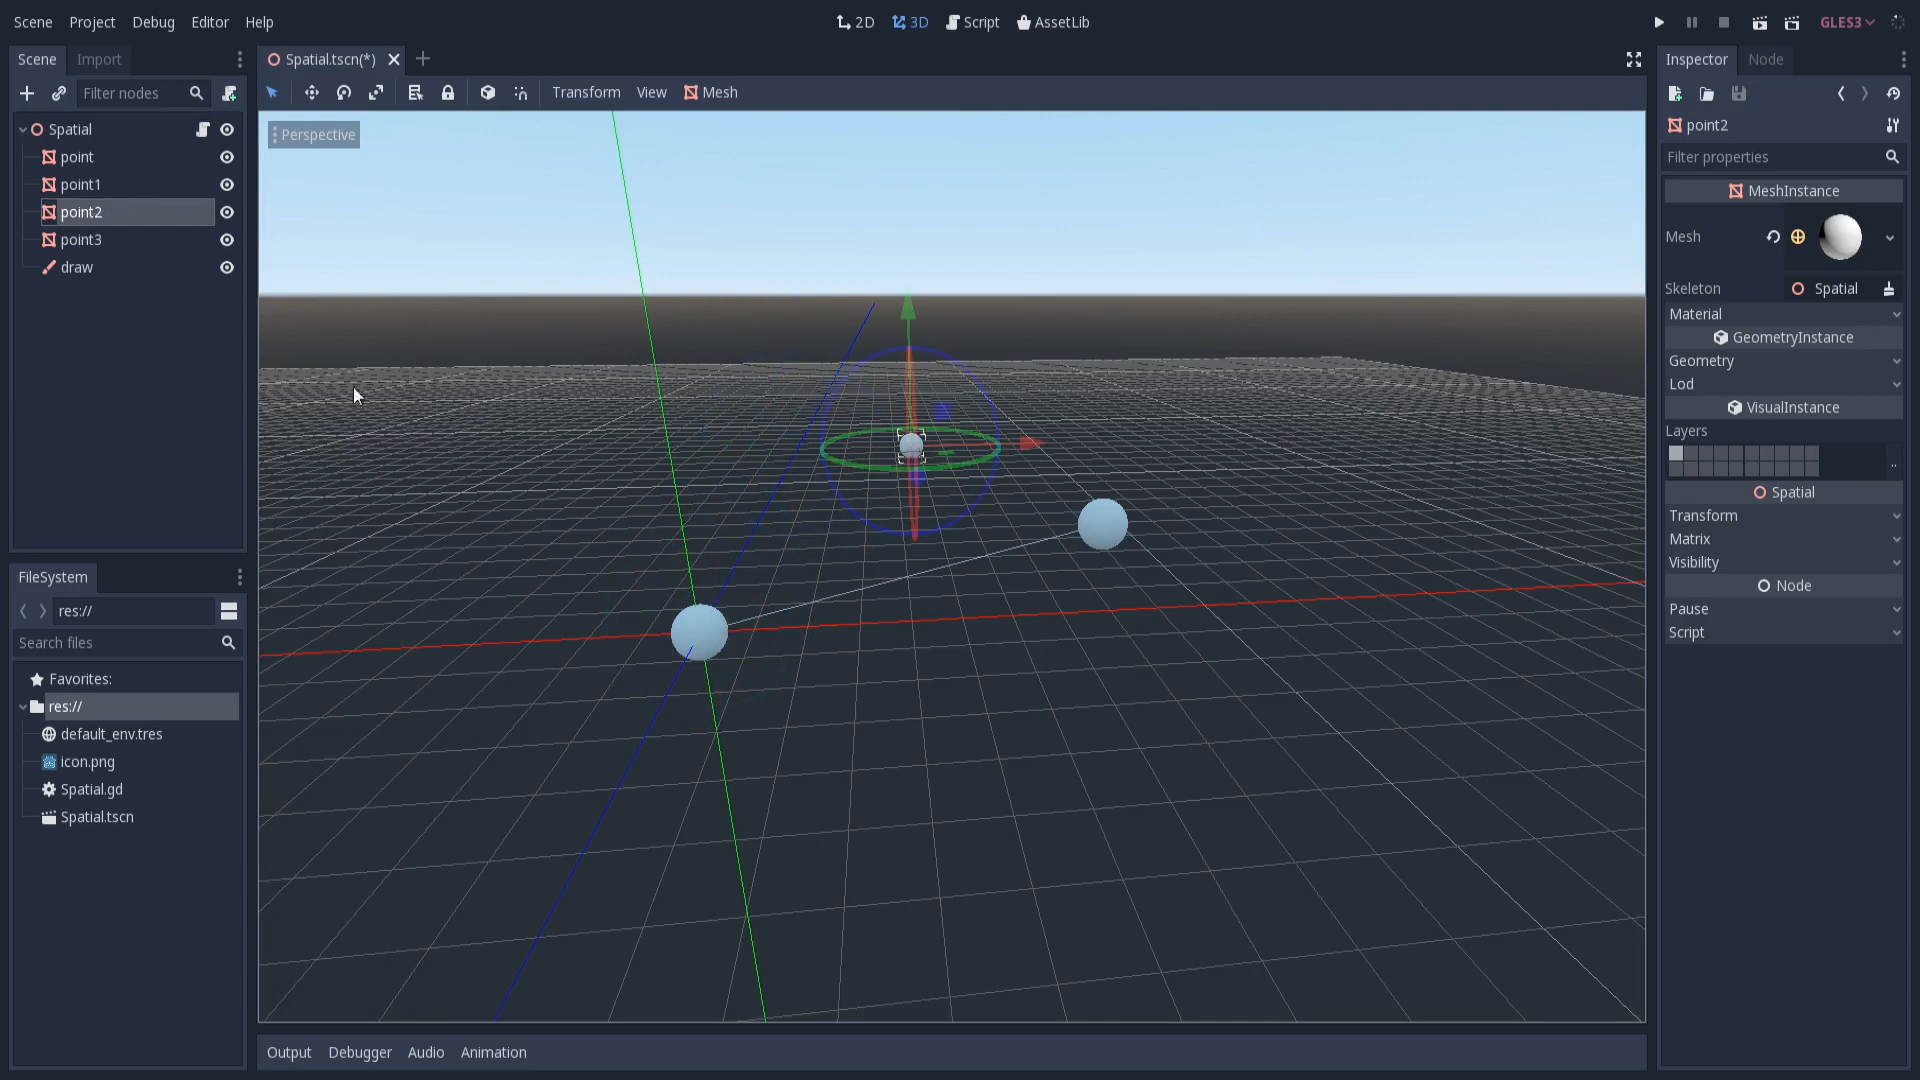 Scene Project Debug Editor Help 2D 3D Script AssetLib GLES3
Scene Import
Filter nodes
Spatial
point
point1
point2
point3
draw
FileSystem
res://
Search files
Favorites:
res://
default_env.tres
icon.png
Spatial.gd
Spatial.tscn
Spatial.tscn(*)
Transform View Mesh
Perspective
Output Debugger Audio Animation
Inspector Node
point2
Filter properties
MeshInstance
Mesh
Skeleton Spatial
Material
GeometryInstance
Geometry
Lod
VisualInstance
Layers
..
Spatial
Transform
Matrix
Visibility
Node
Pause
Script